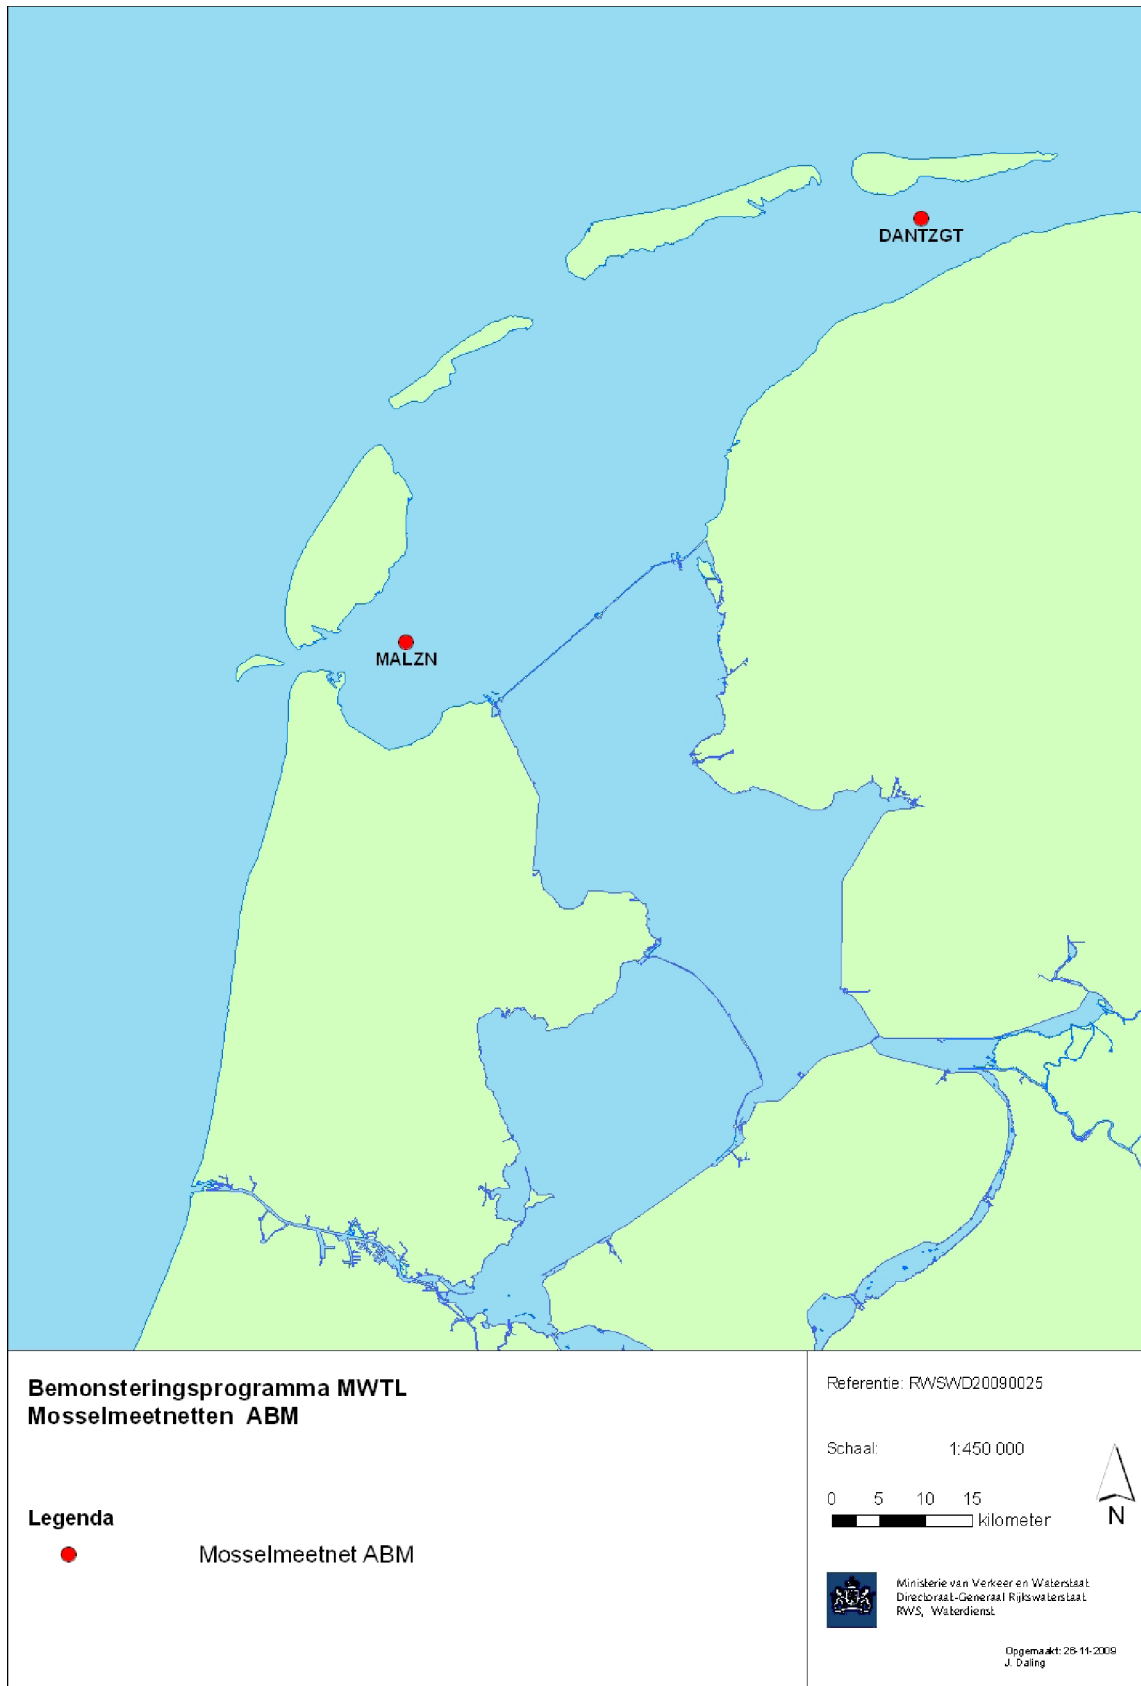 DANTZGT
MALZN
Bemonsteringsprogramma MWTL
Mosselmeetnetten ABM
Legenda
Mosselmeetnet ABM
Referentie: RWSWD20090025
Schaal: 1:450 000
0 5 10 15
kilometer
N
Ministerie van Verkeer en Waterstaat
Directoraat-Generaal Rijkswaterstaat
RWS, Waterdienst
Opgemaakt: 26-11-2009
J. Daling